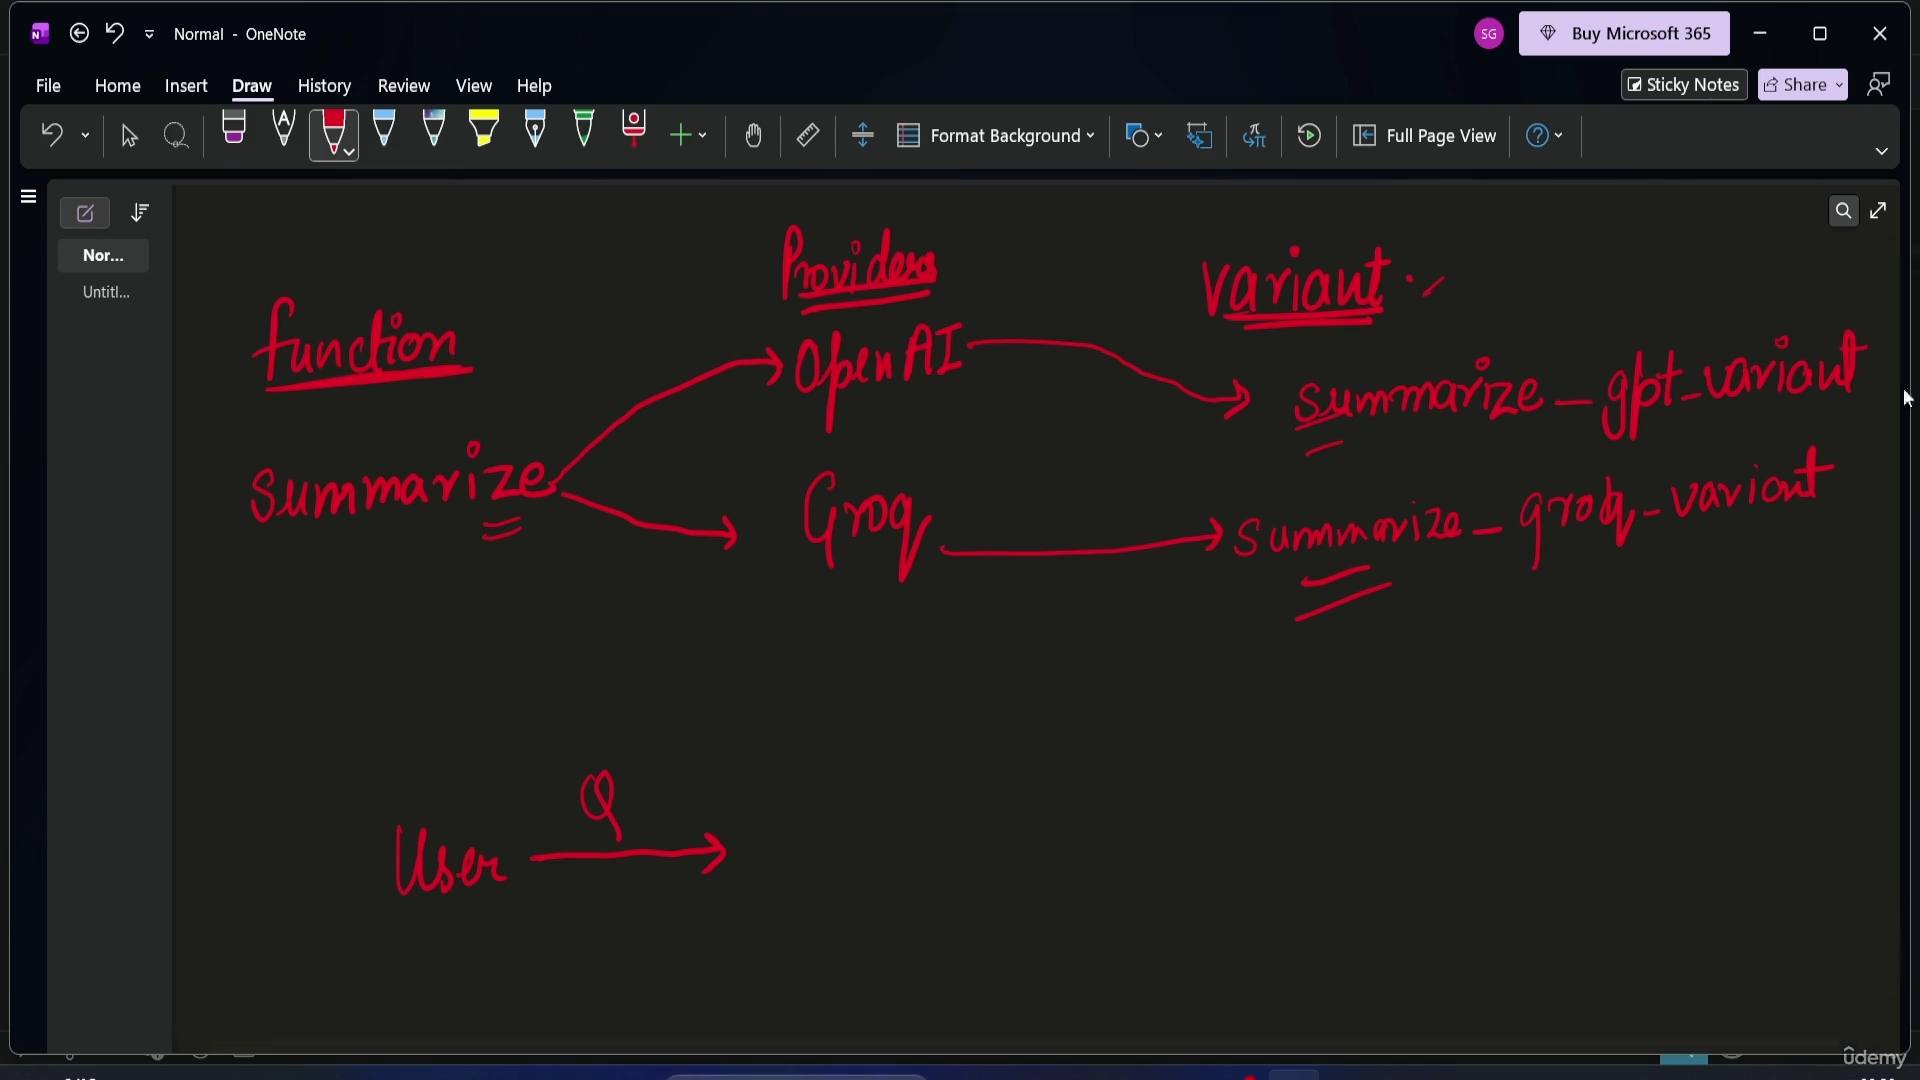 Normal - OneNote
SG
Buy Microsoft 365
File Home Insert Draw History Review View Help
Sticky Notes
Share
Format Background
Full Page View
Nor...
Untitl...
Providers
Variant
function
OpenAI
summarize_gpt_variant
Summarize
Groq
summarize_groq_variant
Q
User
udemy